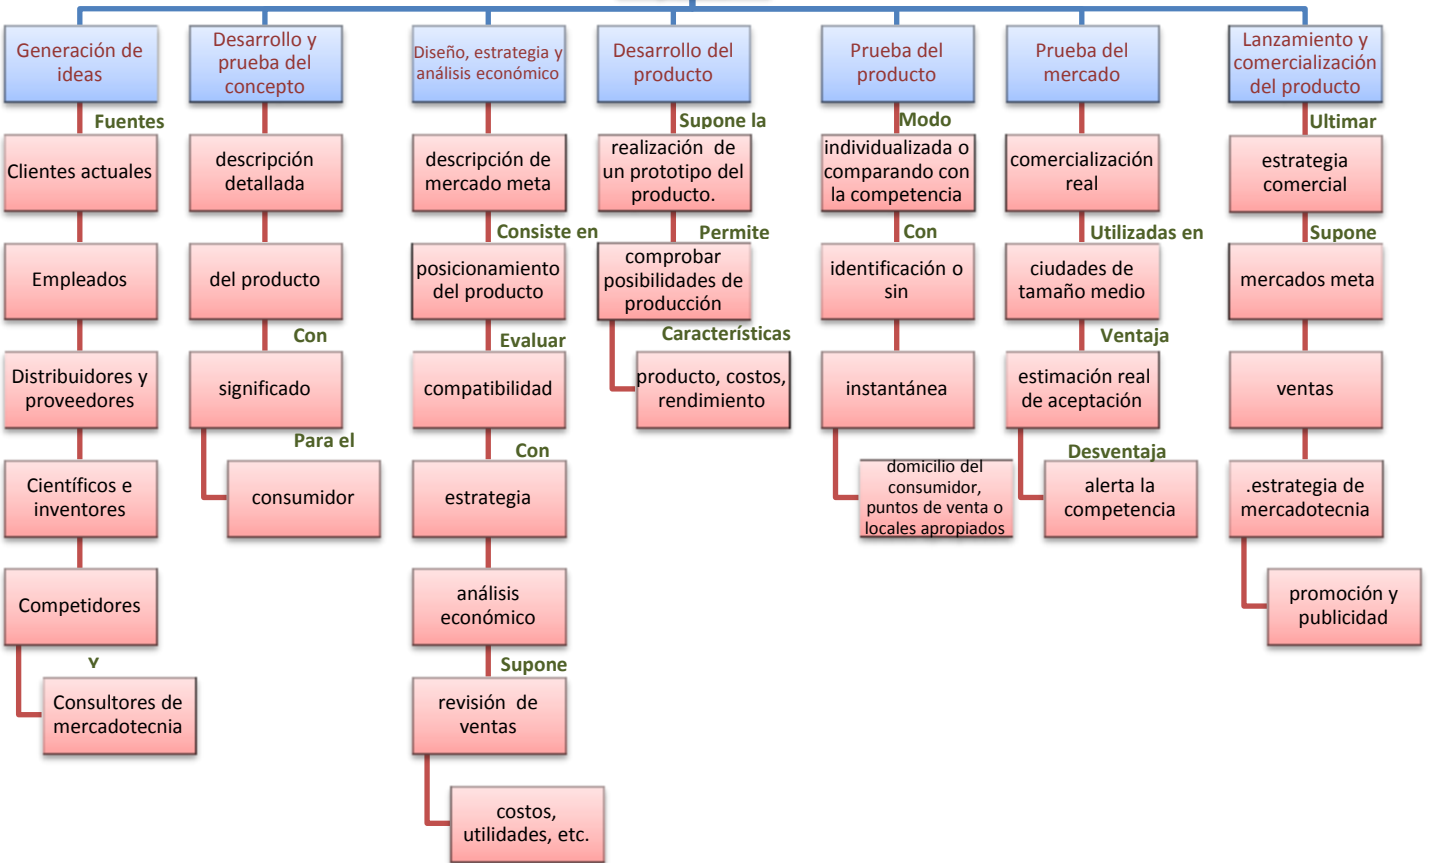 Generación de
ideas
Fuentes
Clientes actuales
Empleados
Distribuidores y
proveedores
Científicos e
inventores
Competidores
Y
Consultores de
mercadotecnia
Desarrollo y
prueba del
concepto
descripción
detallada
del producto
Con
significado
Para el
consumidor
Diseño, estrategia y
análisis económico
descripción de
mercado meta
Consiste en
posicionamiento
del producto
Evaluar
compatibilidad
Con
estrategia
análisis
económico
Supone
revisión de
ventas
costos,
utilidades, etc.
Desarrollo del
producto
Supone la
realización de
un prototipo del
producto.
Permite
comprobar
posibilidades de
producción
Características
producto, costos,
rendimiento
Prueba del
producto
Modo
individualizada o
comparando con
la competencia
Con
identificación o
sin
instantánea
domicilio del
consumidor,
puntos de venta o
locales apropiados
Prueba del
mercado
comercialización
real
Utilizadas en
ciudades de
tamaño medio
Ventaja
estimación real
de aceptación
Desventaja
alerta la
competencia
Lanzamiento y
comercialización
del producto
Ultimar
estrategia
comercial
Supone
mercados meta
ventas
.estrategia de
mercadotecnia
promoción y
publicidad